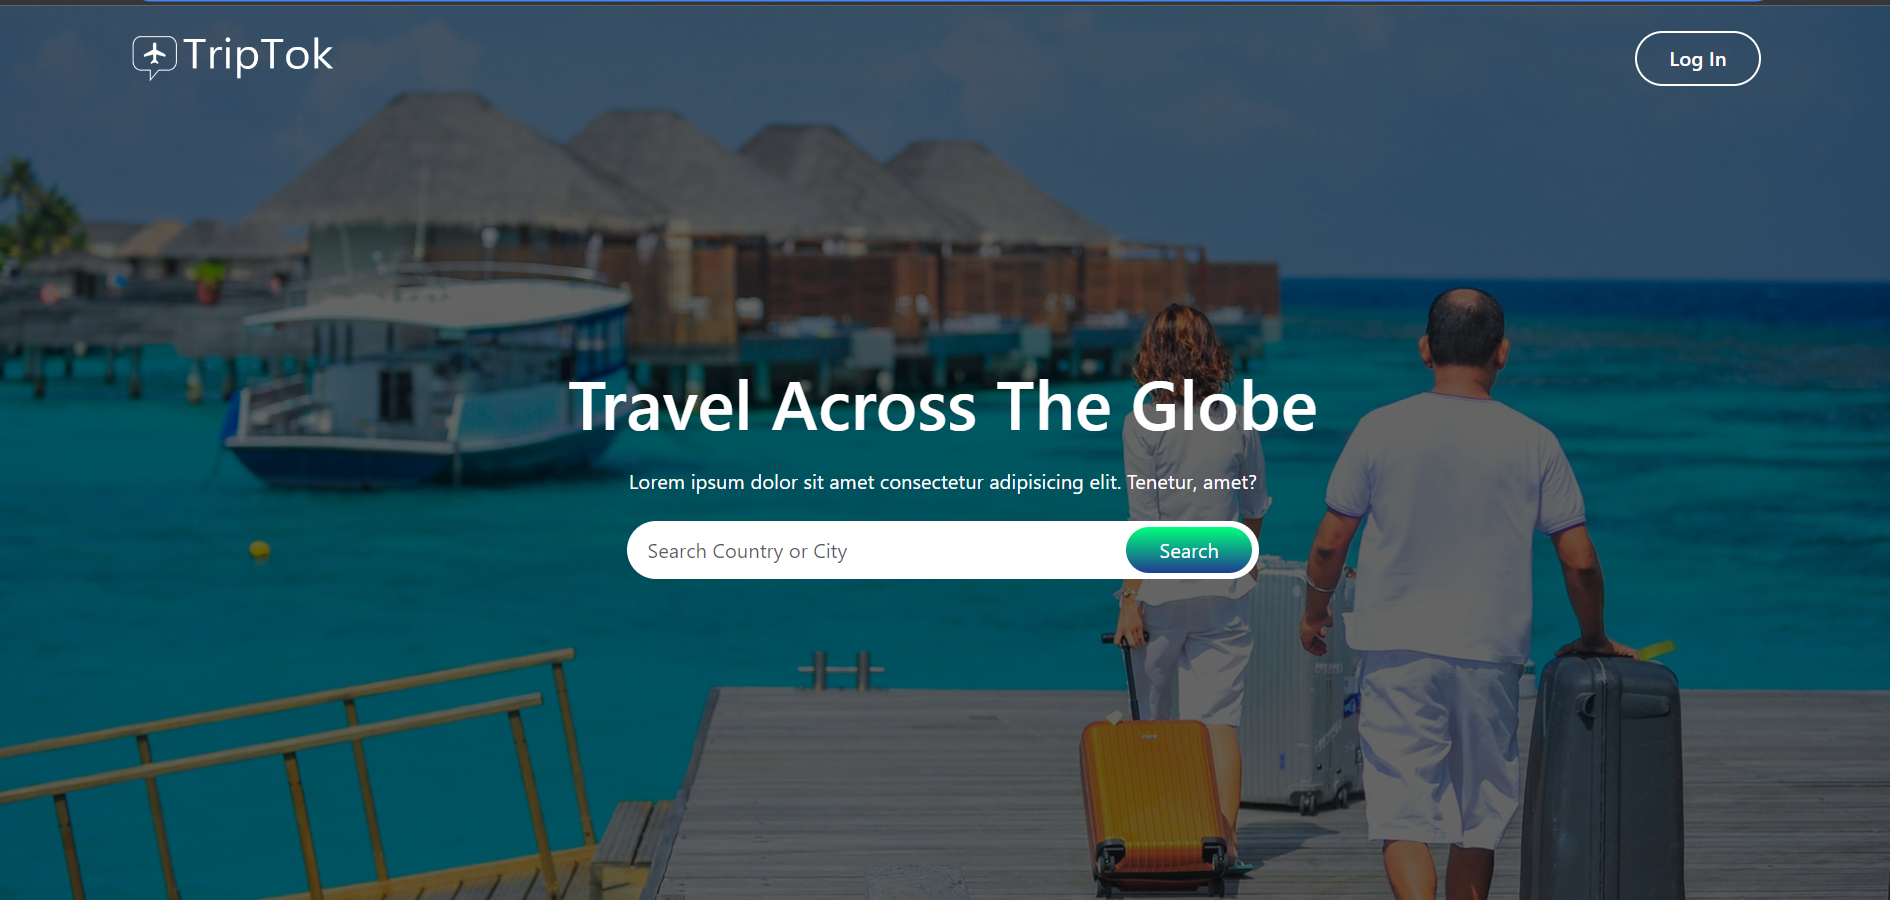 TripTok
Log In
Travel Across The Globe
Lorem ipsum dolor sit amet consectetur adipisicing elit. Tenetur, amet?
Search Country or City
Search